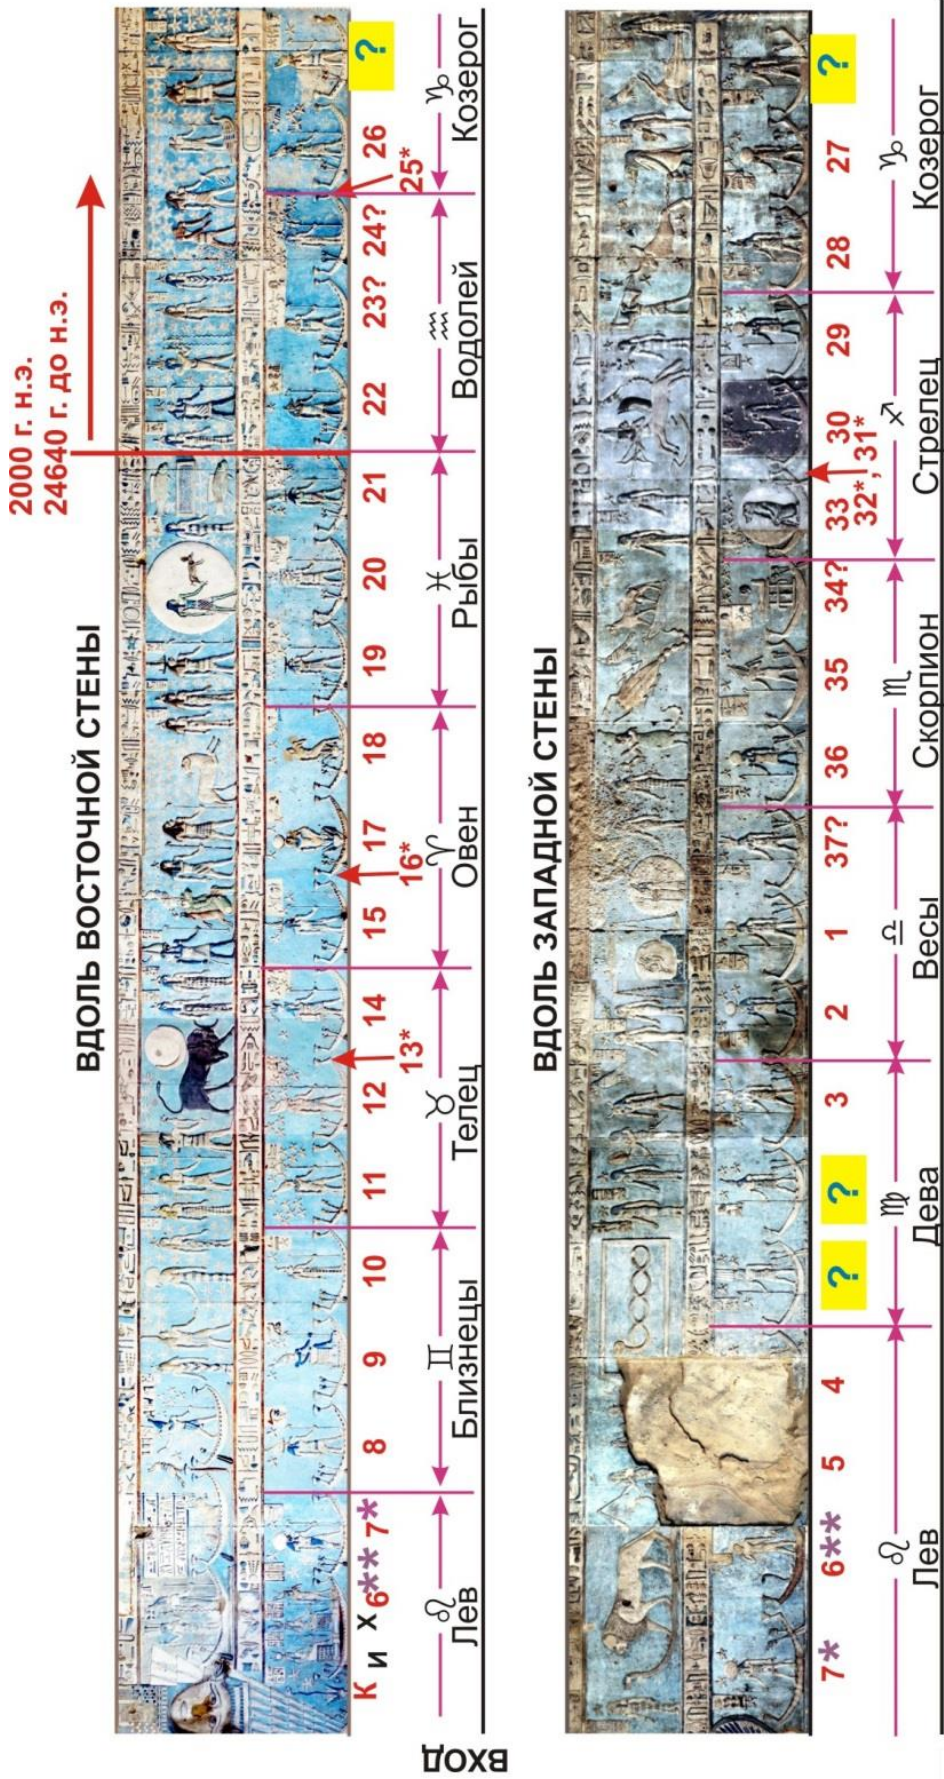 2000 г. н.э.
24640 г. до н.э.
ВДОЛЬ ВОСТОЧНОЙ СТЕНЫ
К и х 6** 7* 8 9 10 11 12 14 15 17 18 19 20 21 22 23? 24? 26 ?
13* 16* 25*
♌ ♊ ♉ ♈ ♓ ♒ ♑
Лев Близнецы Телец Овен Рыбы Водолей Козерог
ВХОД
ВДОЛЬ ЗАПАДНОЙ СТЕНЫ
7* 6** 5 4 ? ? 3 2 1 37? 36 35 34? 33 30 29 28 27 ?
32*, 31*
♌ ♍ ♎ ♏ ♐ ♑
Лев Дева Весы Скорпион Стрелец Козерог